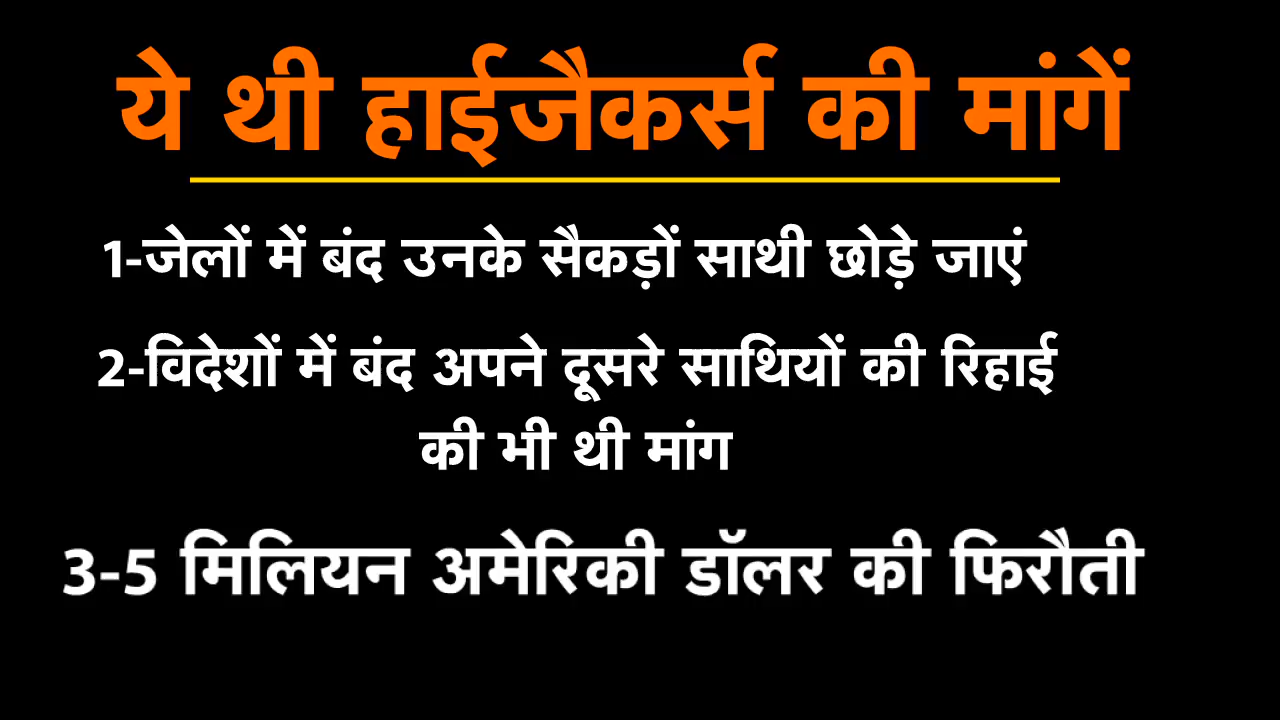 ये थी हाईजैकर्स की मांगें
1-जेलों में बंद उनके सैकड़ों साथी छोड़े जाएं
2-विदेशों में बंद अपने दूसरे साथियों की रिहाई
की भी थी मांग
3-5 मिलियन अमेरिकी डॉलर की फिरौती